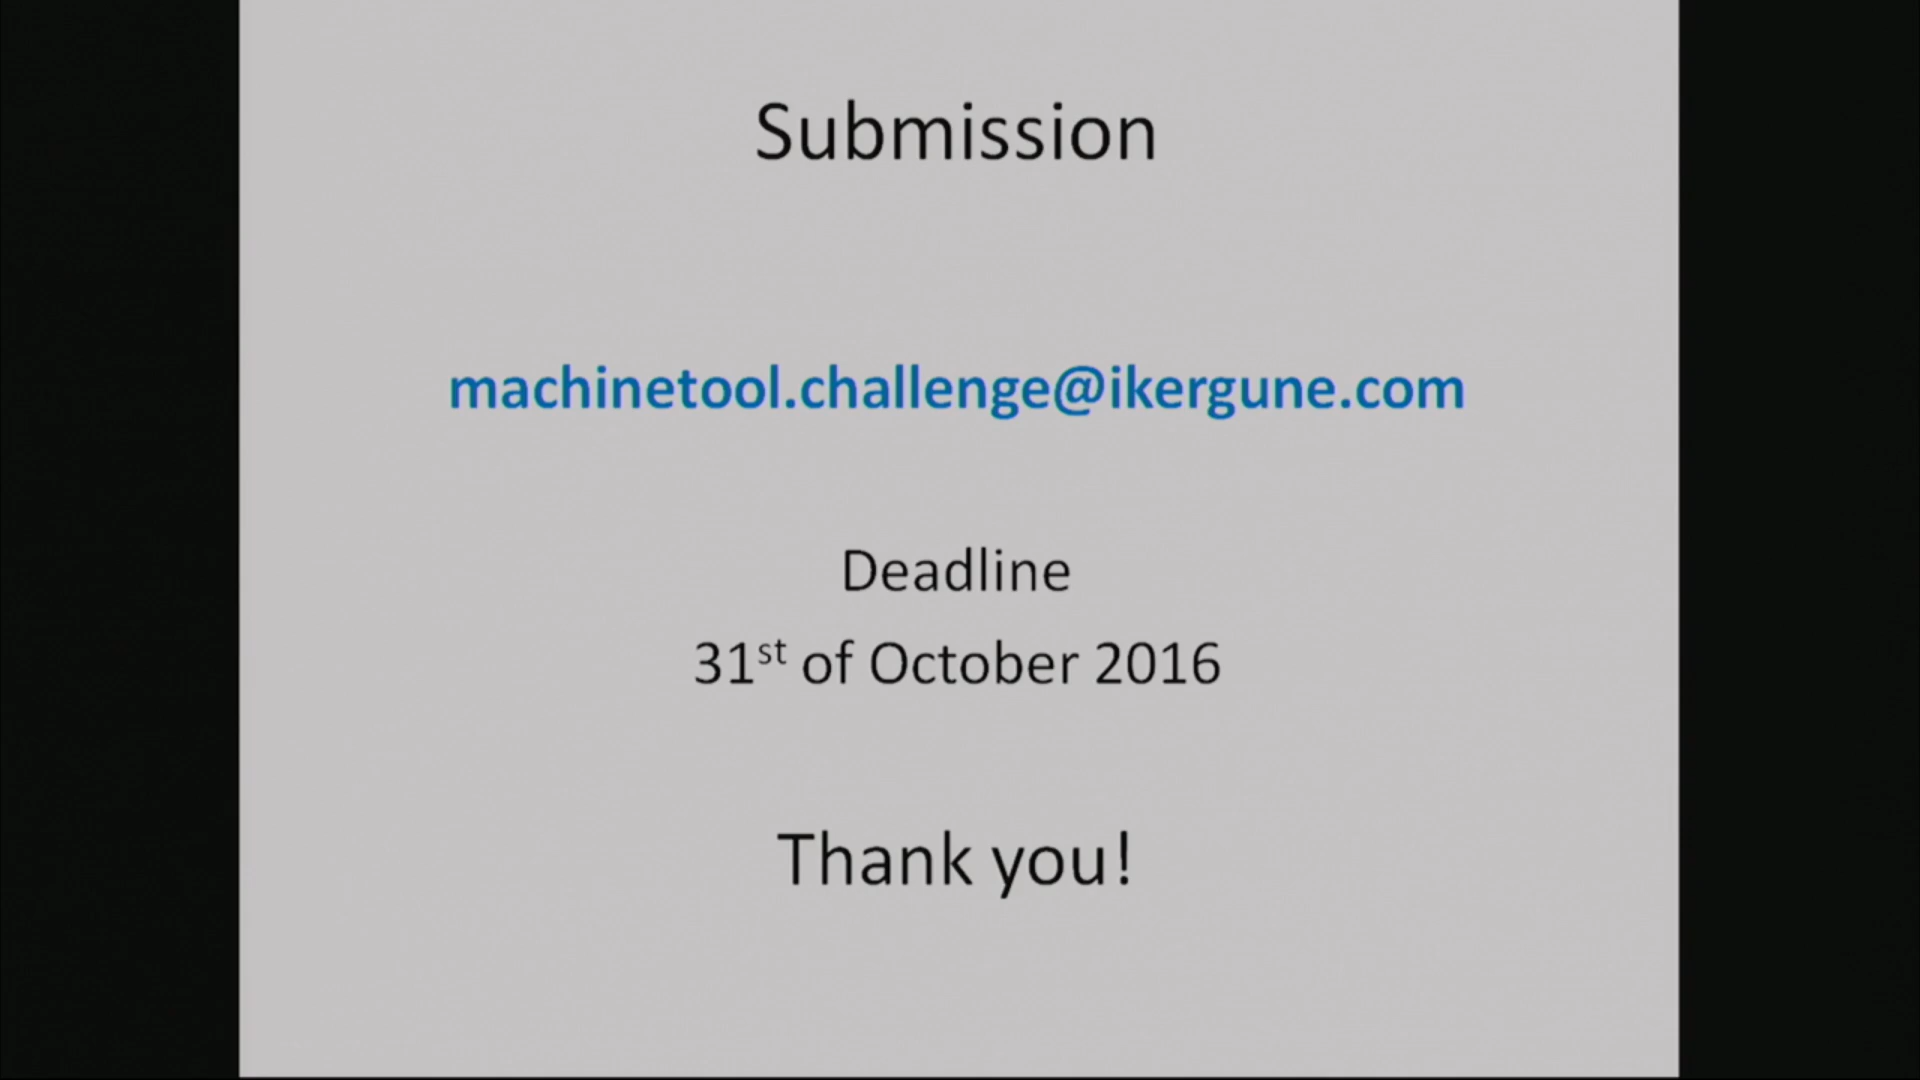 Submission
machinetool.challenge@ikergune.com
Deadline
31st of October 2016
Thank you!